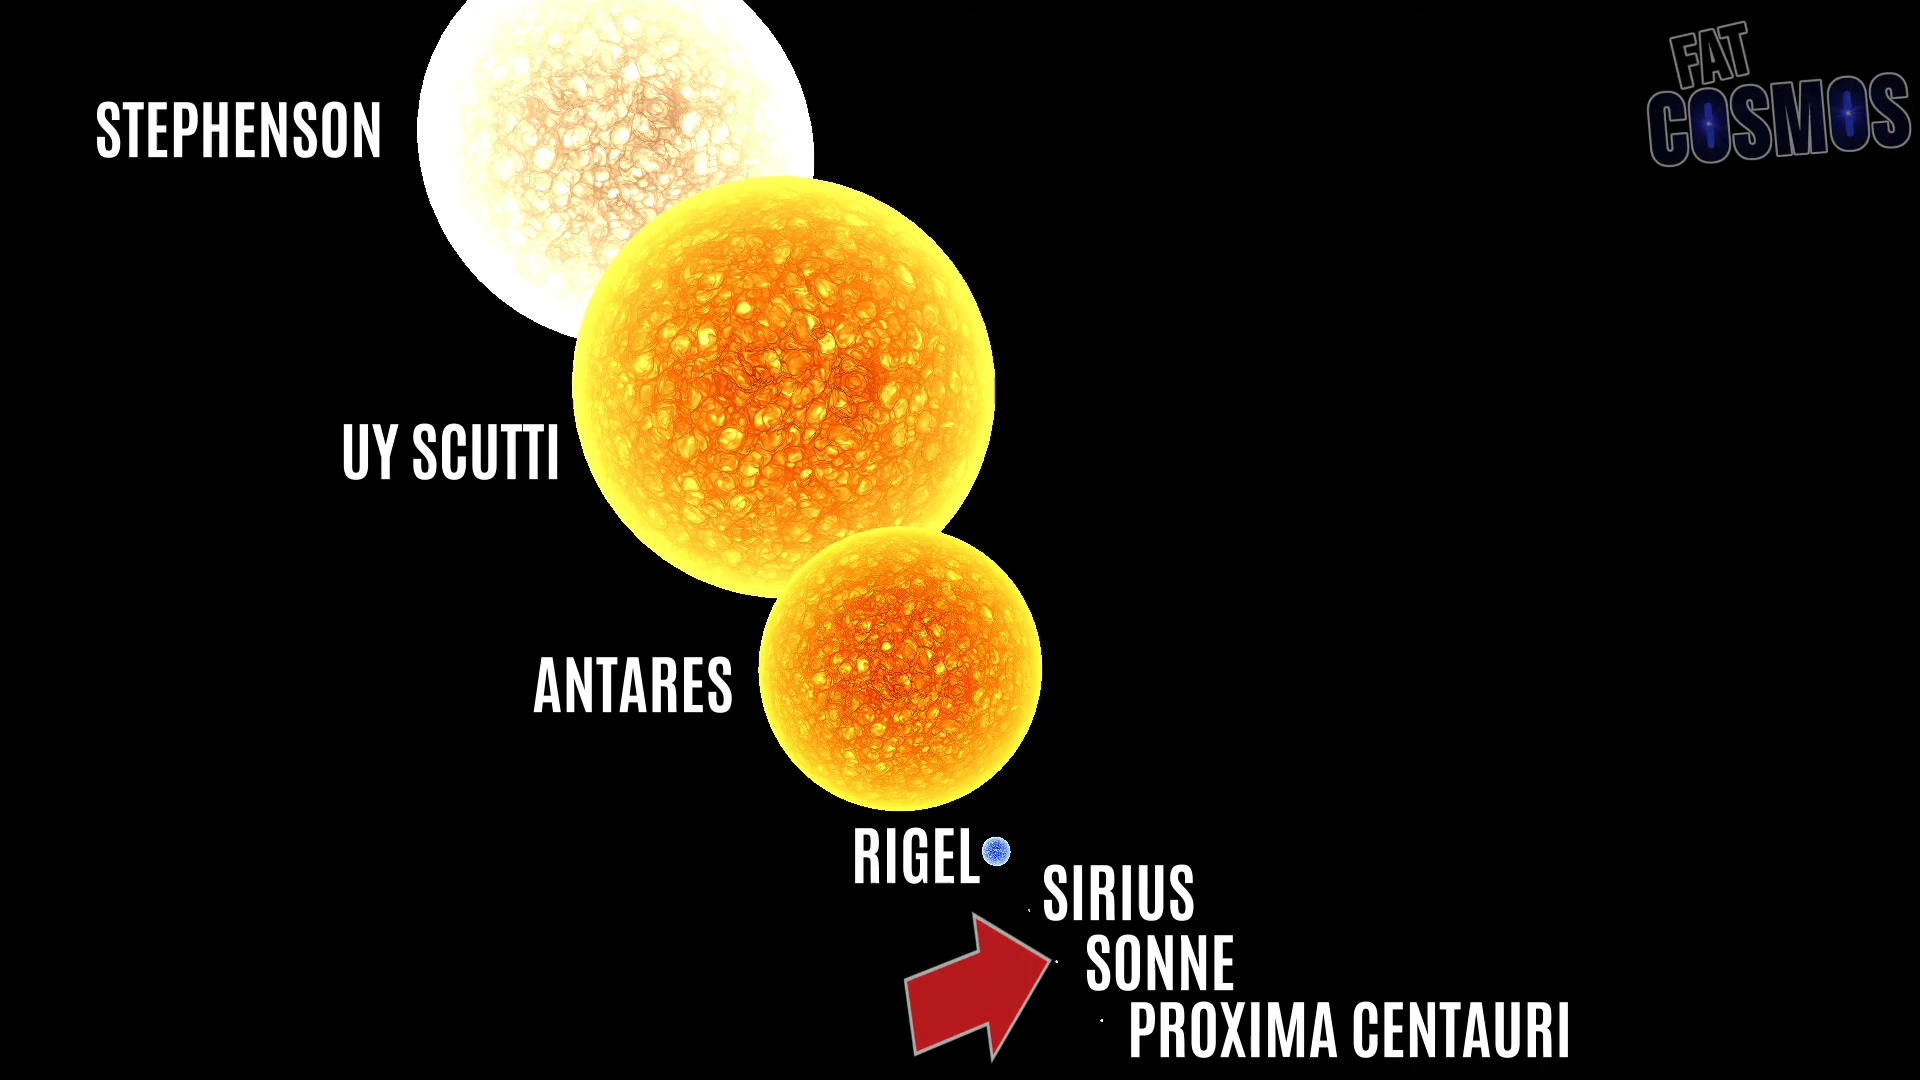 FAT
COSMOS
STEPHENSON
UY SCUTTI
ANTARES
RIGEL
SIRIUS
SONNE
PROXIMA CENTAURI